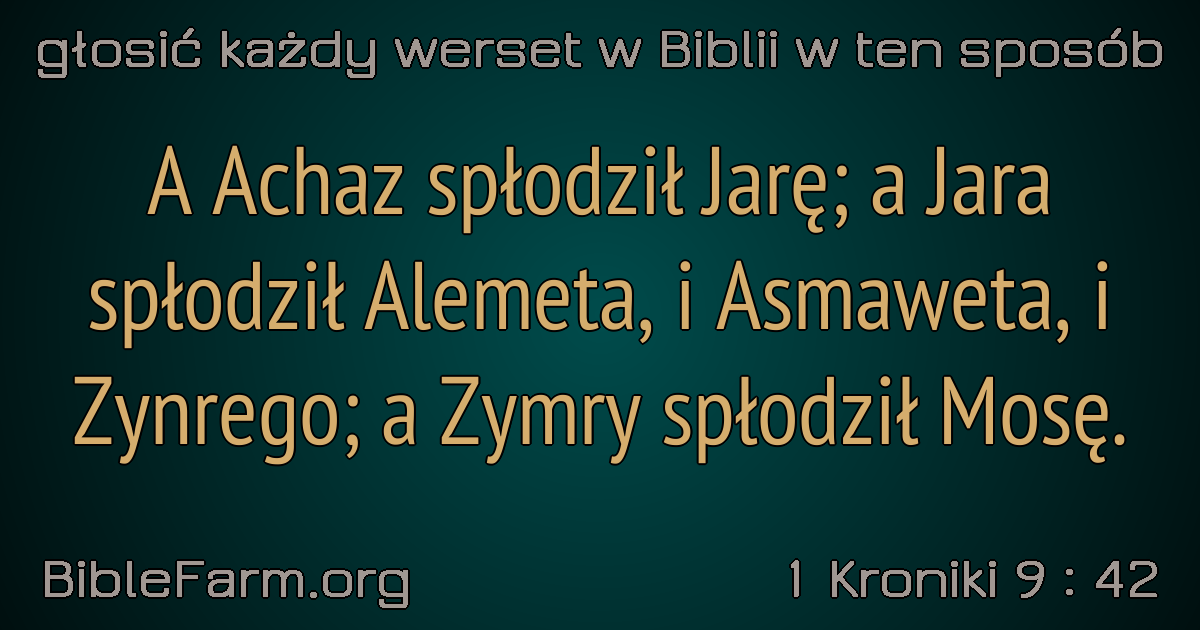 głosić każdy werset w Biblii w ten sposób
A Achaz spłodził Jarę; a Jara
spłodził Alemeta, i Asmaweta, i
Zynrego; a Zymry spłodził Mosę.
BibleFarm.org
1 Kroniki 9 : 42